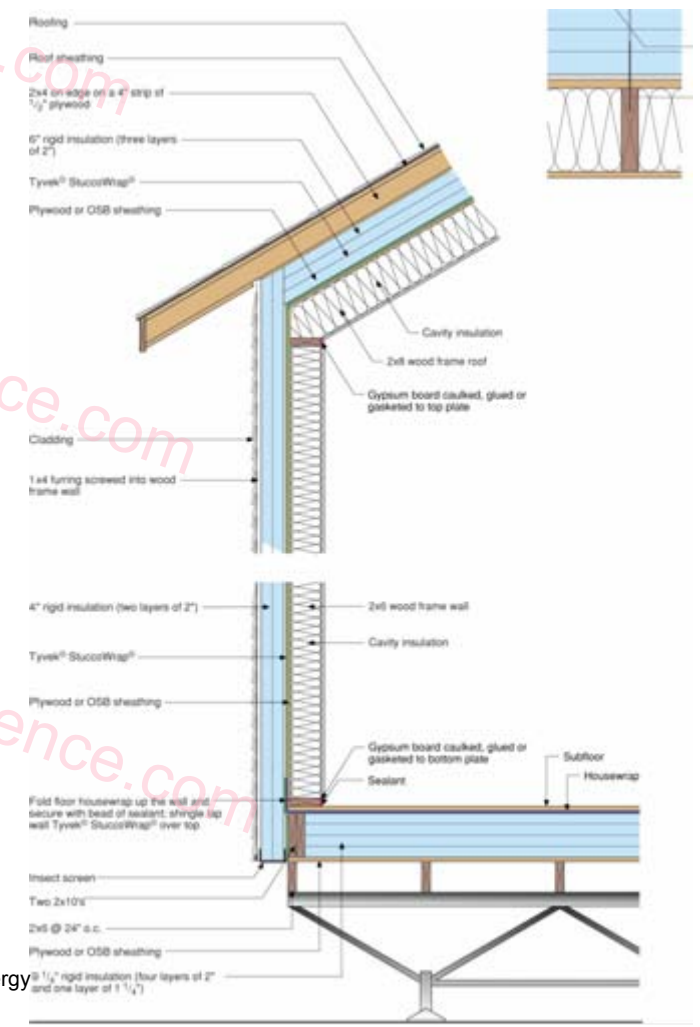 Roofing
Roof sheathing
2x4 on edge on a 4" strip of
1/2" plywood
6" rigid insulation (three layers
of 2")
Tyvek® StuccoWrap®
Plywood or OSB sheathing
Cavity insulation
2x8 wood frame roof
Gypsum board caulked, glued or
gasketed to top plate
Cladding
1x4 furring screwed into wood
frame wall
4" rigid insulation (two layers of 2")
2x6 wood frame wall
Cavity insulation
Tyvek® StuccoWrap®
Plywood or OSB sheathing
Gypsum board caulked, glued or
gasketed to bottom plate
Sealant
Subfloor
Housewrap
Fold floor housewrap up the wall and
secure with bead of sealant; shingle lap
wall Tyvek® StuccoWrap® over top
Insect screen
Two 2x10's
2x6 @ 24" o.c.
Plywood or OSB sheathing
9 1/4" rigid insulation (four layers of 2"
and one layer of 1 1/4")
rgy
.com
ce.com
ence.com